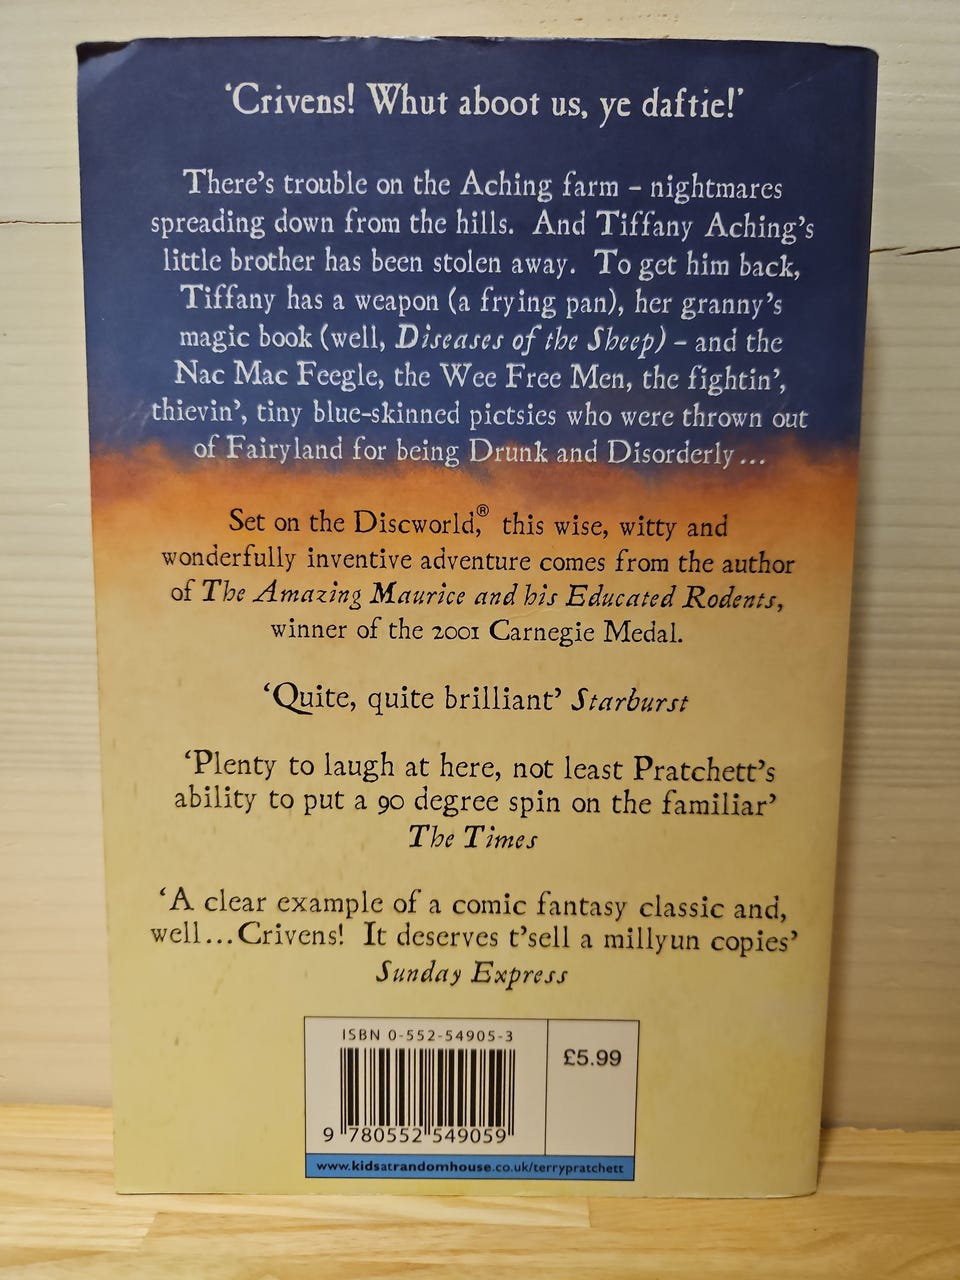 ‘Crivens! Whut aboot us, ye daftie!’
There’s trouble on the Aching farm – nightmares
spreading down from the hills. And Tiffany Aching’s
little brother has been stolen away. To get him back,
Tiffany has a weapon (a frying pan), her granny’s
magic book (well, Diseases of the Sheep) – and the
Nac Mac Feegle, the Wee Free Men, the fightin’,
thievin’, tiny blue-skinned pictsies who were thrown out
of Fairyland for being Drunk and Disorderly...
Set on the Discworld,® this wise, witty and
wonderfully inventive adventure comes from the author
of The Amazing Maurice and his Educated Rodents,
winner of the 2001 Carnegie Medal.
‘Quite, quite brilliant’ Starburst
‘Plenty to laugh at here, not least Pratchett’s
ability to put a 90 degree spin on the familiar’
The Times
‘A clear example of a comic fantasy classic and,
well...Crivens! It deserves t’sell a millyun copies’
Sunday Express
ISBN 0-552-54905-3
£5.99
9 780552 549059
www.kidsatrandomhouse.co.uk/terrypratchett